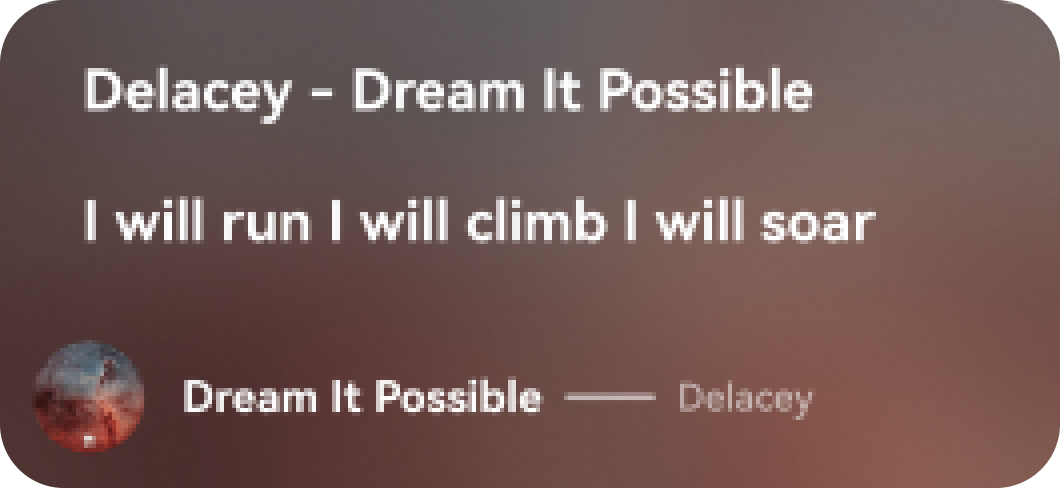 Delacey - Dream It Possible
I will run I will climb I will soar
Dream It Possible — Delacey